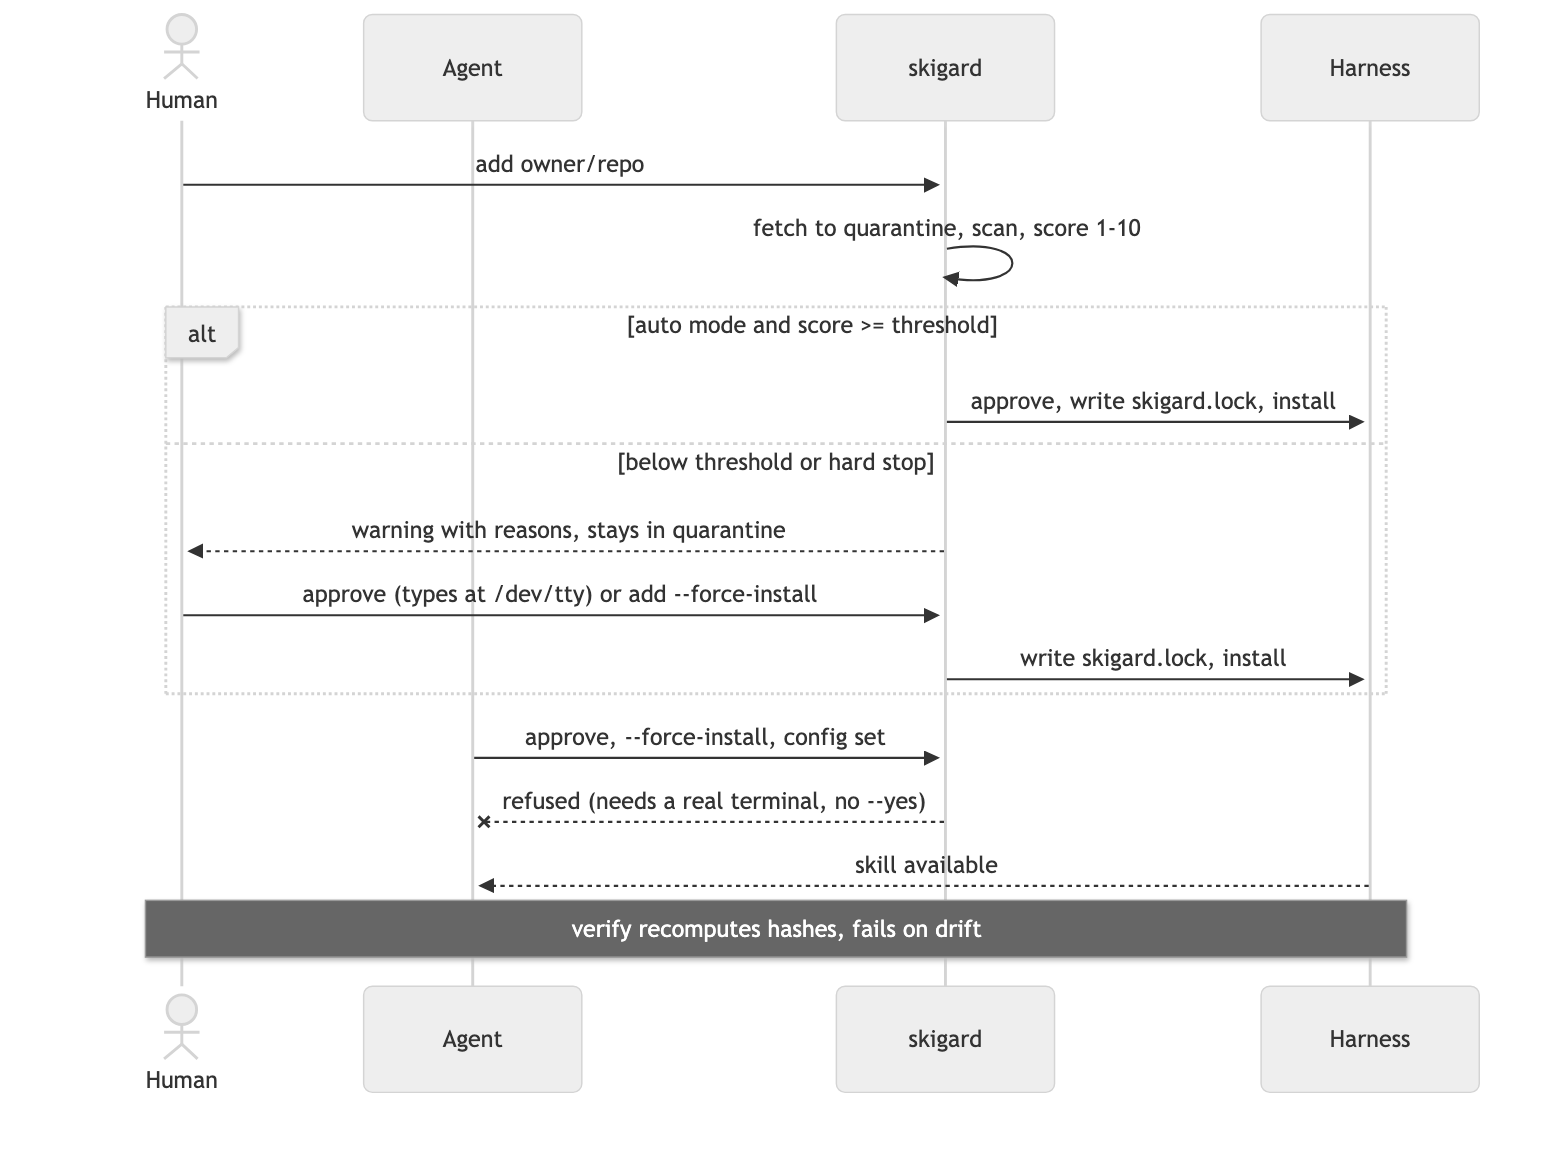 Human
Agent
skigard
Harness
add owner/repo
fetch to quarantine, scan, score 1-10
alt
[auto mode and score >= threshold]
approve, write skigard.lock, install
[below threshold or hard stop]
warning with reasons, stays in quarantine
approve (types at /dev/tty) or add --force-install
write skigard.lock, install
approve, --force-install, config set
refused (needs a real terminal, no --yes)
skill available
verify recomputes hashes, fails on drift
Human
Agent
skigard
Harness